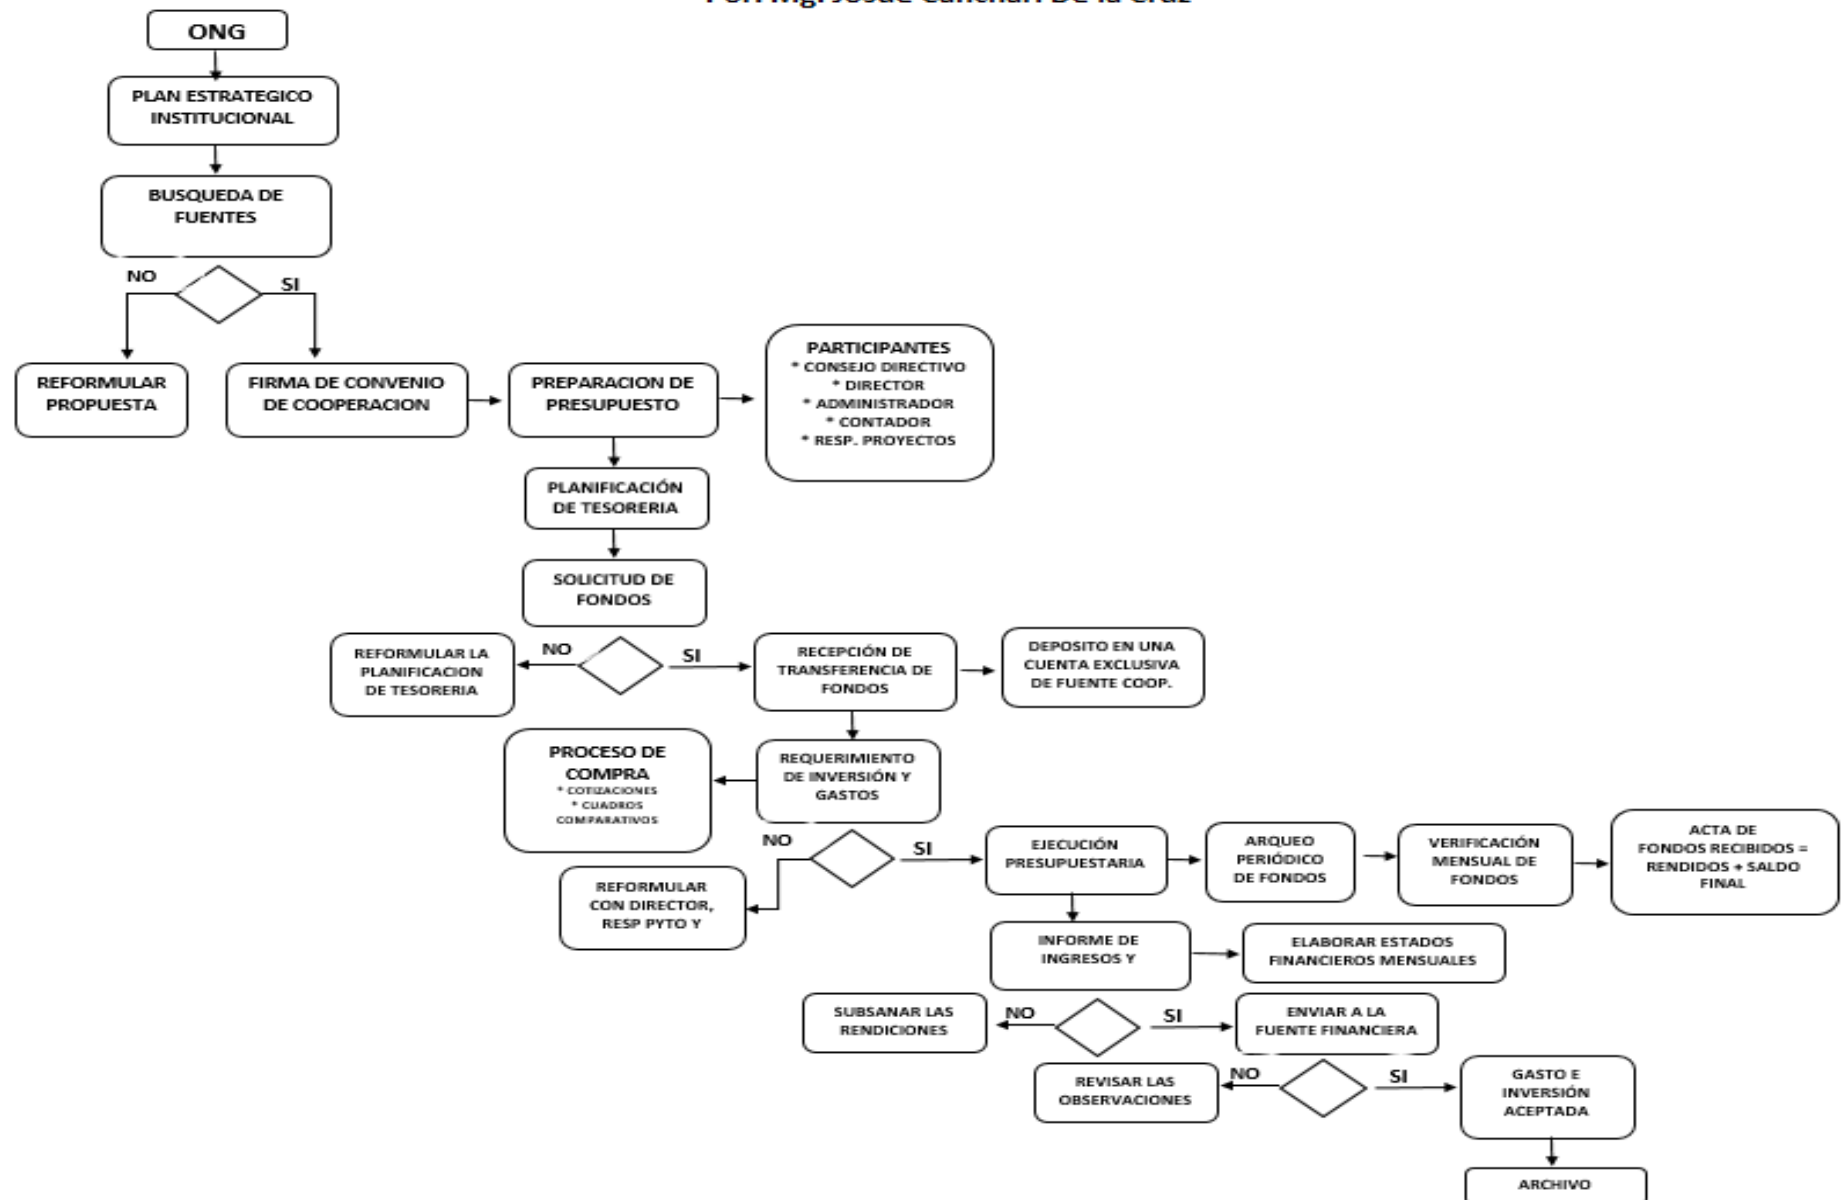 ONG
PLAN ESTRATEGICO
INSTITUCIONAL
BUSQUEDA DE
FUENTES
NO
SI
REFORMULAR
PROPUESTA
FIRMA DE CONVENIO
DE COOPERACION
PREPARACION DE
PRESUPUESTO
PARTICIPANTES
* CONSEJO DIRECTIVO
* DIRECTOR
* ADMINISTRADOR
* CONTADOR
* RESP. PROYECTOS
PLANIFICACIÓN
DE TESORERIA
SOLICITUD DE
FONDOS
REFORMULAR LA
PLANIFICACION
DE TESORERIA
NO
SI
RECEPCIÓN DE
TRANSFERENCIA DE
FONDOS
DEPOSITO EN UNA
CUENTA EXCLUSIVA
DE FUENTE COOP.
PROCESO DE
COMPRA
* COTIZACIONES
* CUADROS
COMPARATIVOS
REQUERIMIENTO
DE INVERSIÓN Y
GASTOS
NO
SI
REFORMULAR
CON DIRECTOR,
RESP PYTO Y
EJECUCIÓN
PRESUPUESTARIA
ARQUEO
PERIÓDICO
DE FONDOS
VERIFICACIÓN
MENSUAL DE
FONDOS
ACTA DE
FONDOS RECIBIDOS =
RENDIDOS + SALDO
FINAL
INFORME DE
INGRESOS Y
ELABORAR ESTADOS
FINANCIEROS MENSUALES
SUBSANAR LAS
RENDICIONES
NO
SI
ENVIAR A LA
FUENTE FINANCIERA
REVISAR LAS
OBSERVACIONES
NO
SI
GASTO E
INVERSIÓN
ACEPTADA
ARCHIVO